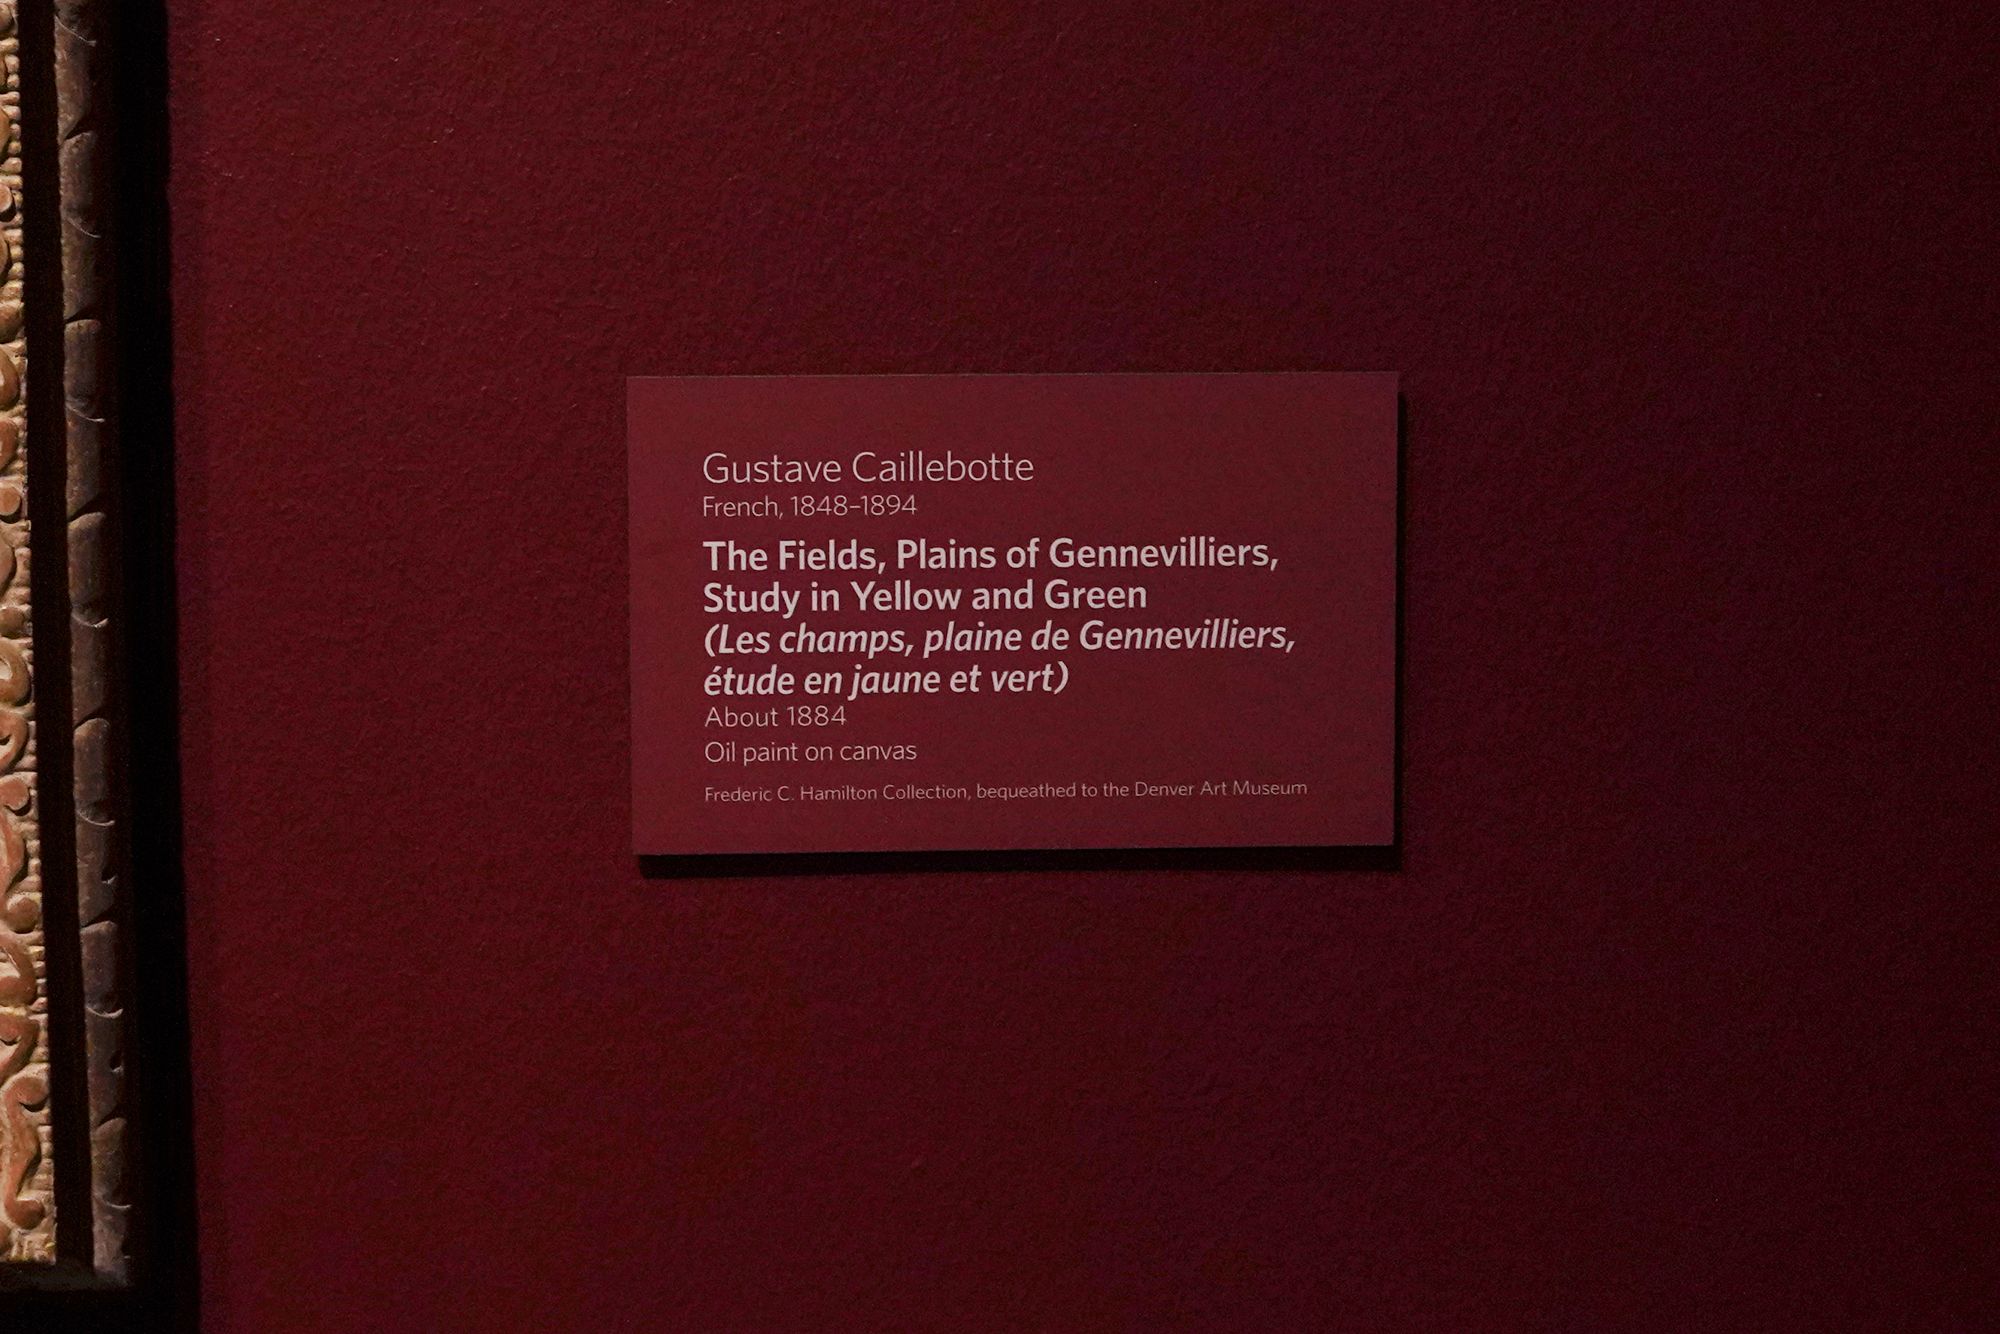 Gustave Caillebotte
French, 1848–1894
The Fields, Plains of Gennevilliers,
Study in Yellow and Green
(Les champs, plaine de Gennevilliers,
étude en jaune et vert)
About 1884
Oil paint on canvas
Frederic C. Hamilton Collection, bequeathed to the Denver Art Museum